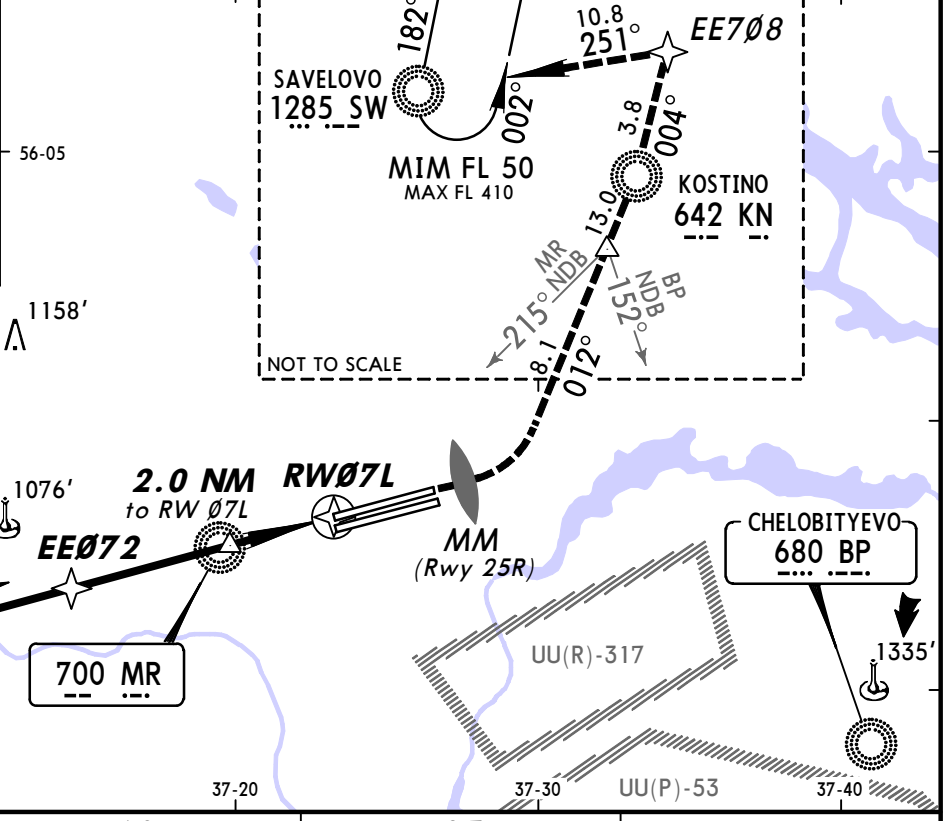 182°
10.8
251°
EE7Ø8
SAVELOVO
1285 SW
002°
3.8
004°
56-05
MIM FL 50
MAX FL 410
KOSTINO
642 KN
13.0
MR
NDB
215°
BP
NDB
152°
1158'
8.1
012°
NOT TO SCALE
1076'
2.0 NM
to RW Ø7L
RWØ7L
EEØ72
MM
(Rwy 25R)
CHELOBITYEVO
680 BP
700 MR
UU(R)-317
1335'
UU(P)-53
37-20
37-30
37-40